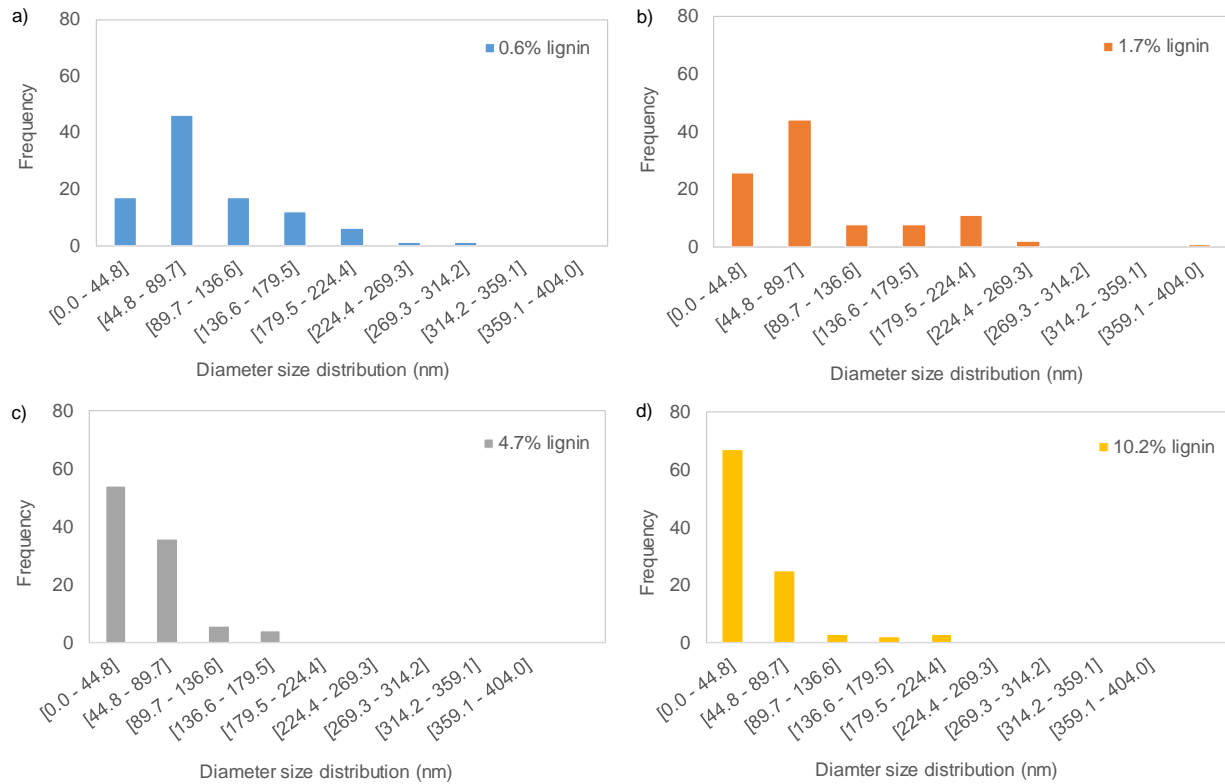 a)
80
60
40
20
0
Frequency
0.6% lignin
[0.0 - 44.8]
[44.8 - 89.7]
[89.7 - 136.6]
[136.6 - 179.5]
[179.5 - 224.4]
[224.4 - 269.3]
[269.3 - 314.2]
[314.2 - 359.1]
[359.1 - 404.0]
Diameter size distribution (nm)
b)
80
60
40
20
0
Frequency
1.7% lignin
[0.0 - 44.8]
[44.8 - 89.7]
[89.7 - 136.6]
[136.6 - 179.5]
[179.5 - 224.4]
[224.4 - 269.3]
[269.3 - 314.2]
[314.2 - 359.1]
[359.1 - 404.0]
Diameter size distribution (nm)
c)
80
60
40
20
0
Frequency
4.7% lignin
[0.0 - 44.8]
[44.8 - 89.7]
[89.7 - 136.6]
[136.6 - 179.5]
[179.5 - 224.4]
[224.4 - 269.3]
[269.3 - 314.2]
[314.2 - 359.1]
[359.1 - 404.0]
Diameter size distribution (nm)
d)
80
60
40
20
0
Frequency
10.2% lignin
[0.0 - 44.8]
[44.8 - 89.7]
[89.7 - 136.6]
[136.6 - 179.5]
[179.5 - 224.4]
[224.4 - 269.3]
[269.3 - 314.2]
[314.2 - 359.1]
[359.1 - 404.0]
Diamter size distribution (nm)